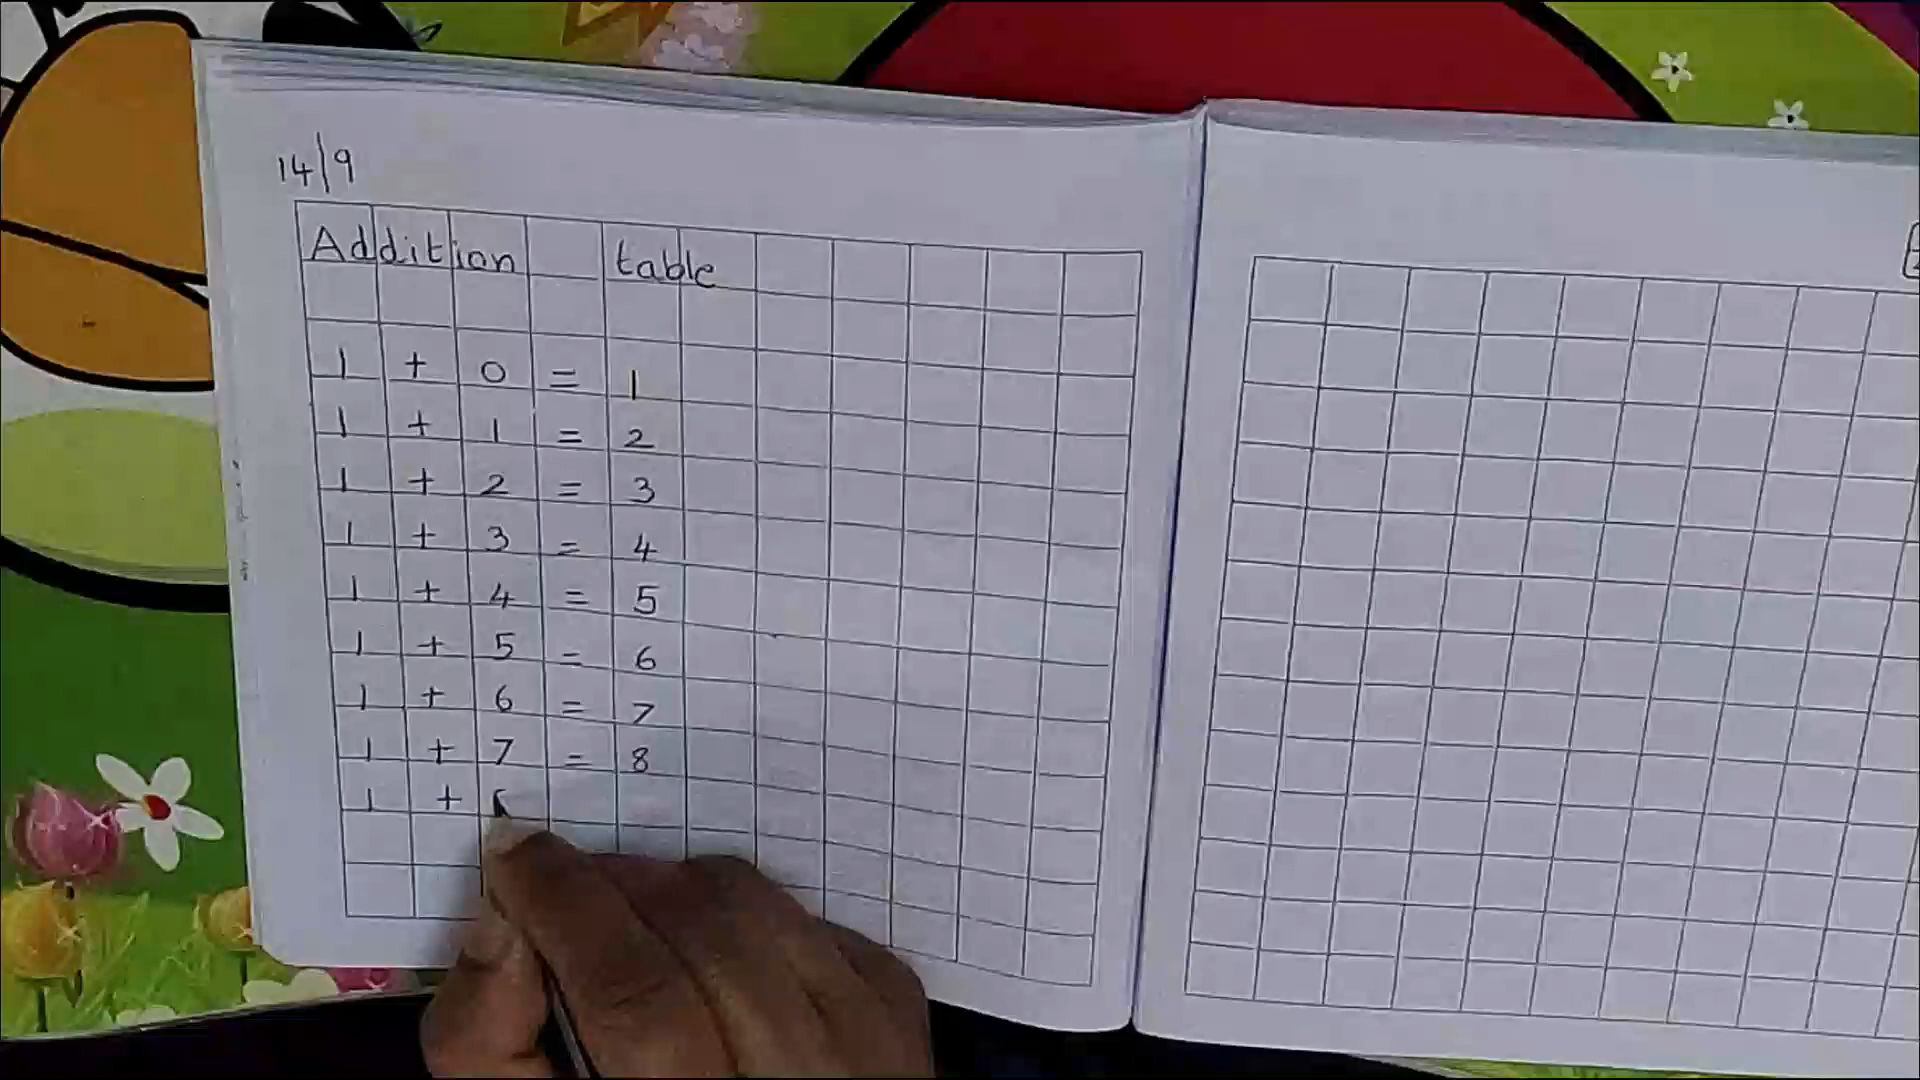 14/9
Addition table
1 + 0 = 1
1 + 1 = 2
1 + 2 = 3
1 + 3 = 4
1 + 4 = 5
1 + 5 = 6
1 + 6 = 7
1 + 7 = 8
1 +